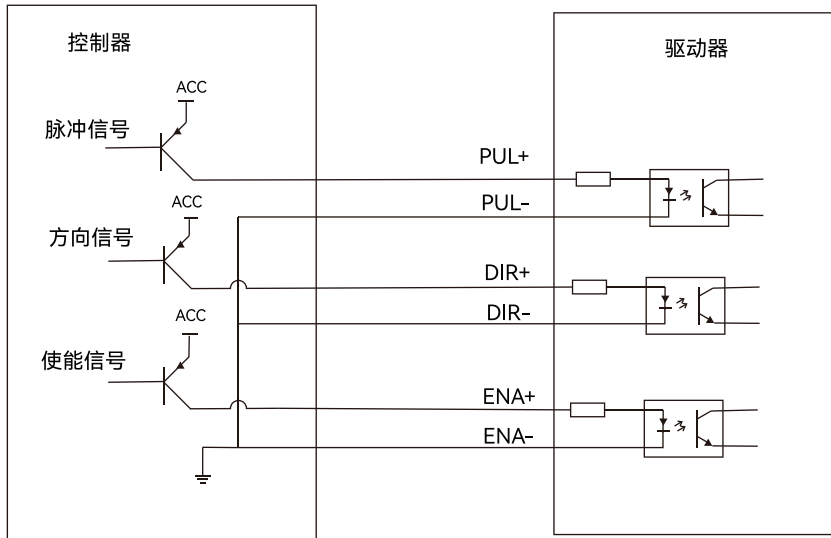 控制器
驱动器
ACC
脉冲信号
PUL+
PUL-
ACC
方向信号
DIR+
DIR-
ACC
使能信号
ENA+
ENA-